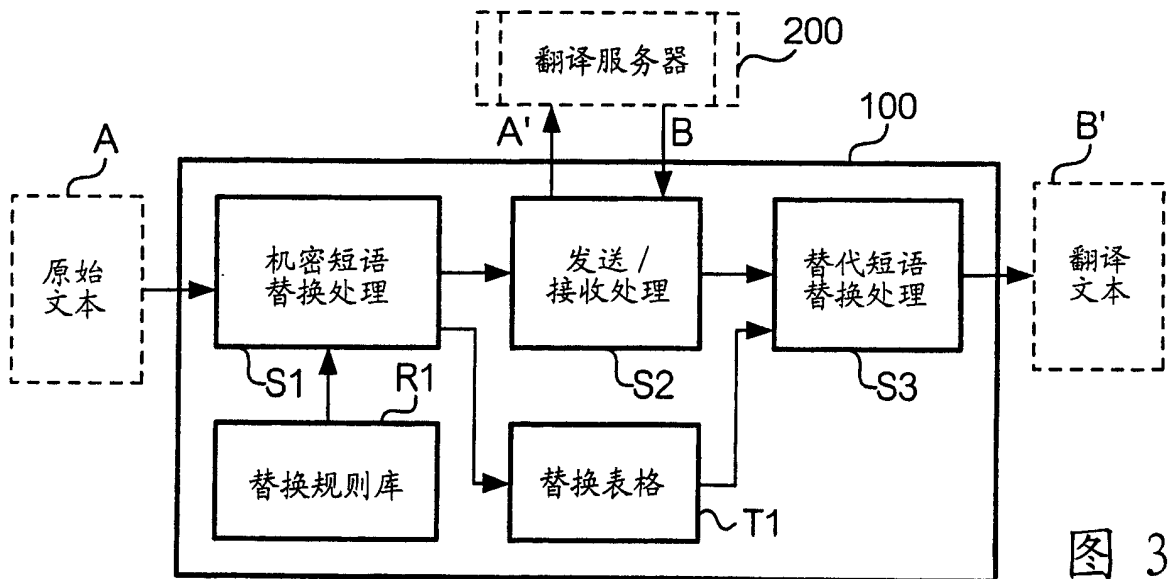 翻译服务器
200
A'
B
100
A
B'
原始
文本
机密短语
替换处理
发送 /
接收处理
替代短语
替换处理
翻译
文本
S1
R1
S2
S3
替换规则库
替换表格
T1
图 3